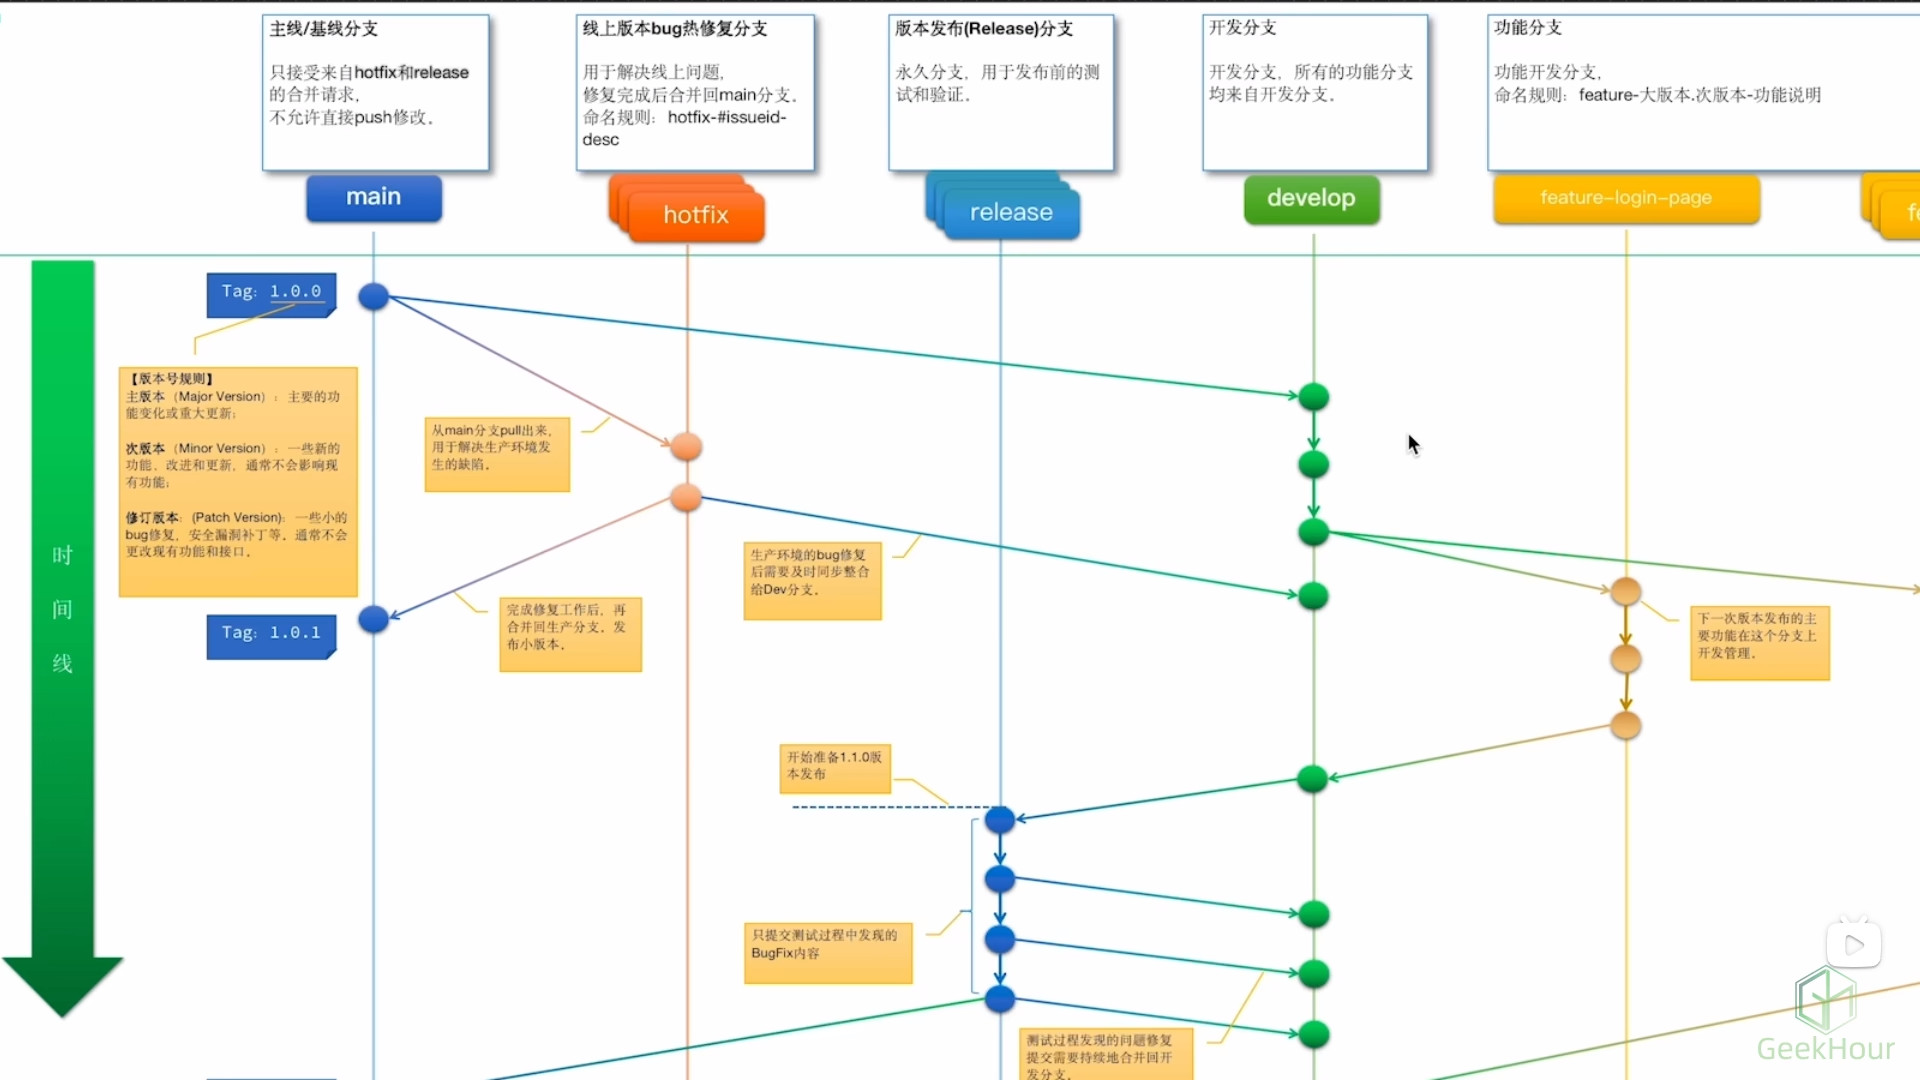 主线/基线分支
只接受来自hotfix和release
的合并请求，
不允许直接push修改。
线上版本bug热修复分支
用于解决线上问题，
修复完成后合并回main分支。
命名规则：hotfix-#issueid-
desc
版本发布(Release)分支
永久分支，用于发布前的测
试和验证。
开发分支
开发分支，所有的功能分支
均来自开发分支。
功能分支
功能开发分支，
命名规则：feature-大版本.次版本-功能说明
main
hotfix
release
develop
feature-login-page
时
间
线
Tag: 1.0.0
【版本号规则】
主版本（Major Version）：主要的功
能变化或重大更新；
次版本（Minor Version）：一些新的
功能、改进和更新，通常不会影响现
有功能；
修订版本：(Patch Version)：一些小的
bug修复，安全漏洞补丁等。通常不会
更改现有功能和接口。
从main分支pull出来，
用于解决生产环境发
生的缺陷。
生产环境的bug修复
后需要及时同步整合
给Dev分支。
完成修复工作后，再
合并回生产分支。发
布小版本。
Tag: 1.0.1
下一次版本发布的主
要功能在这个分支上
开发管理。
开始准备1.1.0版
本发布
只提交测试过程中发现的
BugFix内容
测试过程发现的问题修复
提交需要持续地合并回开
发分支。
GeekHour